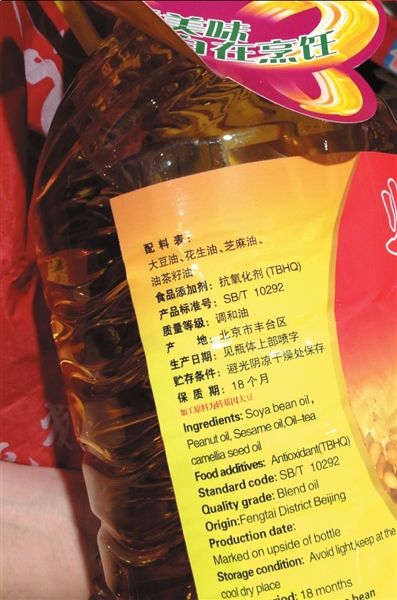 美味
自在烹饪
配 料 表：
大豆油、花生油、芝麻油、
油茶籽油
食品添加剂：抗氧化剂 (TBHQ)
产品标准号：SB/T 10292
质量等级：调和油
产 地：北京市丰台区
生产日期：见瓶体上部喷字
贮存条件：避光阴凉干燥处保存
保 质 期：18个月
加工原料为转基因大豆
Ingredients: Soya bean oil,
Peanut oil, Sesame oil,Oil-tea
camellia seed oil
Food additives: Antioxidant(TBHQ)
Standard code: SB/T 10292
Quality grade: Blend oil
Origin:Fengtai District Beijing
Production date:
Marked on upside of bottle
Storage condition: Avoid light,keep at the
cool dry place
period: 18 months
bean